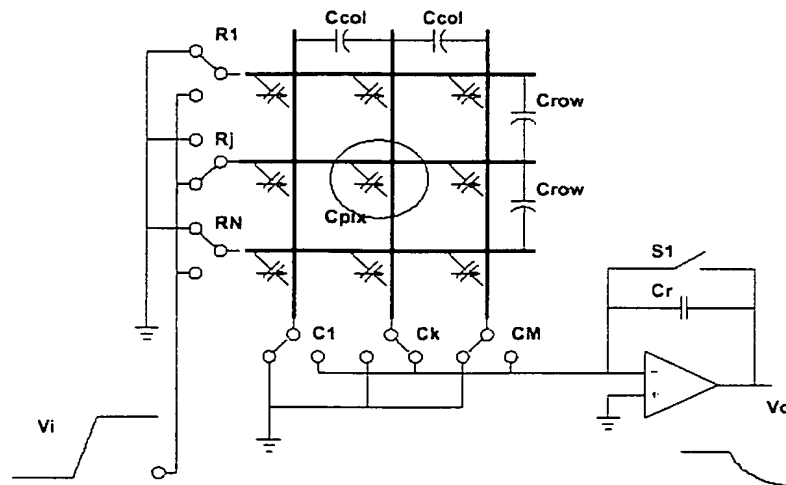 Ccol Ccol
R1
Crow
Rj
Crow
Cpix
RN
S1
Cr
C1 Ck CM
−
+
Vi
Vo